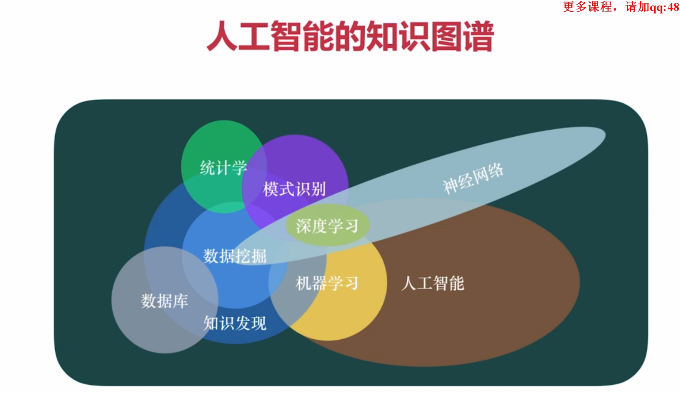 更多课程，请加qq:48
人工智能的知识图谱
统计学
模式识别
神经网络
深度学习
数据挖掘
机器学习
人工智能
数据库
知识发现